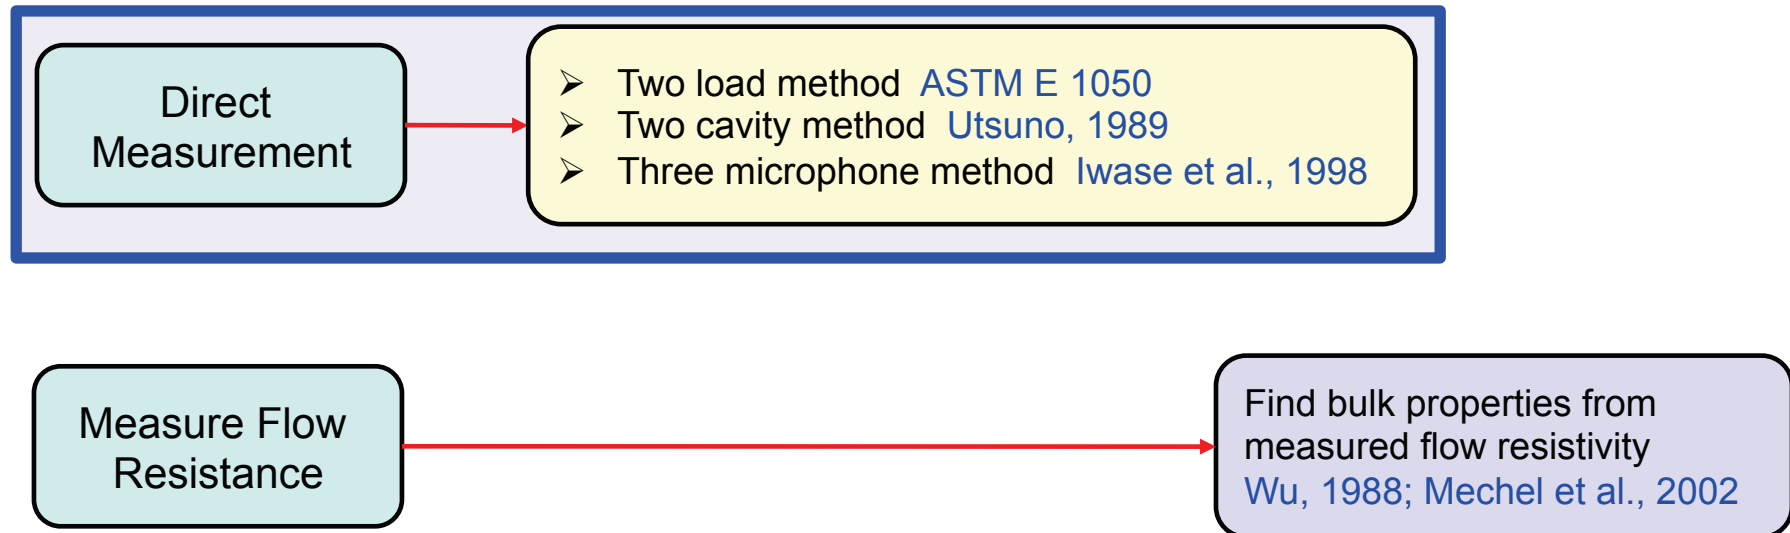 Direct
Measurement
➢ Two load method ASTM E 1050
➢ Two cavity method Utsuno, 1989
➢ Three microphone method Iwase et al., 1998
Measure Flow
Resistance
Find bulk properties from
measured flow resistivity
Wu, 1988; Mechel et al., 2002